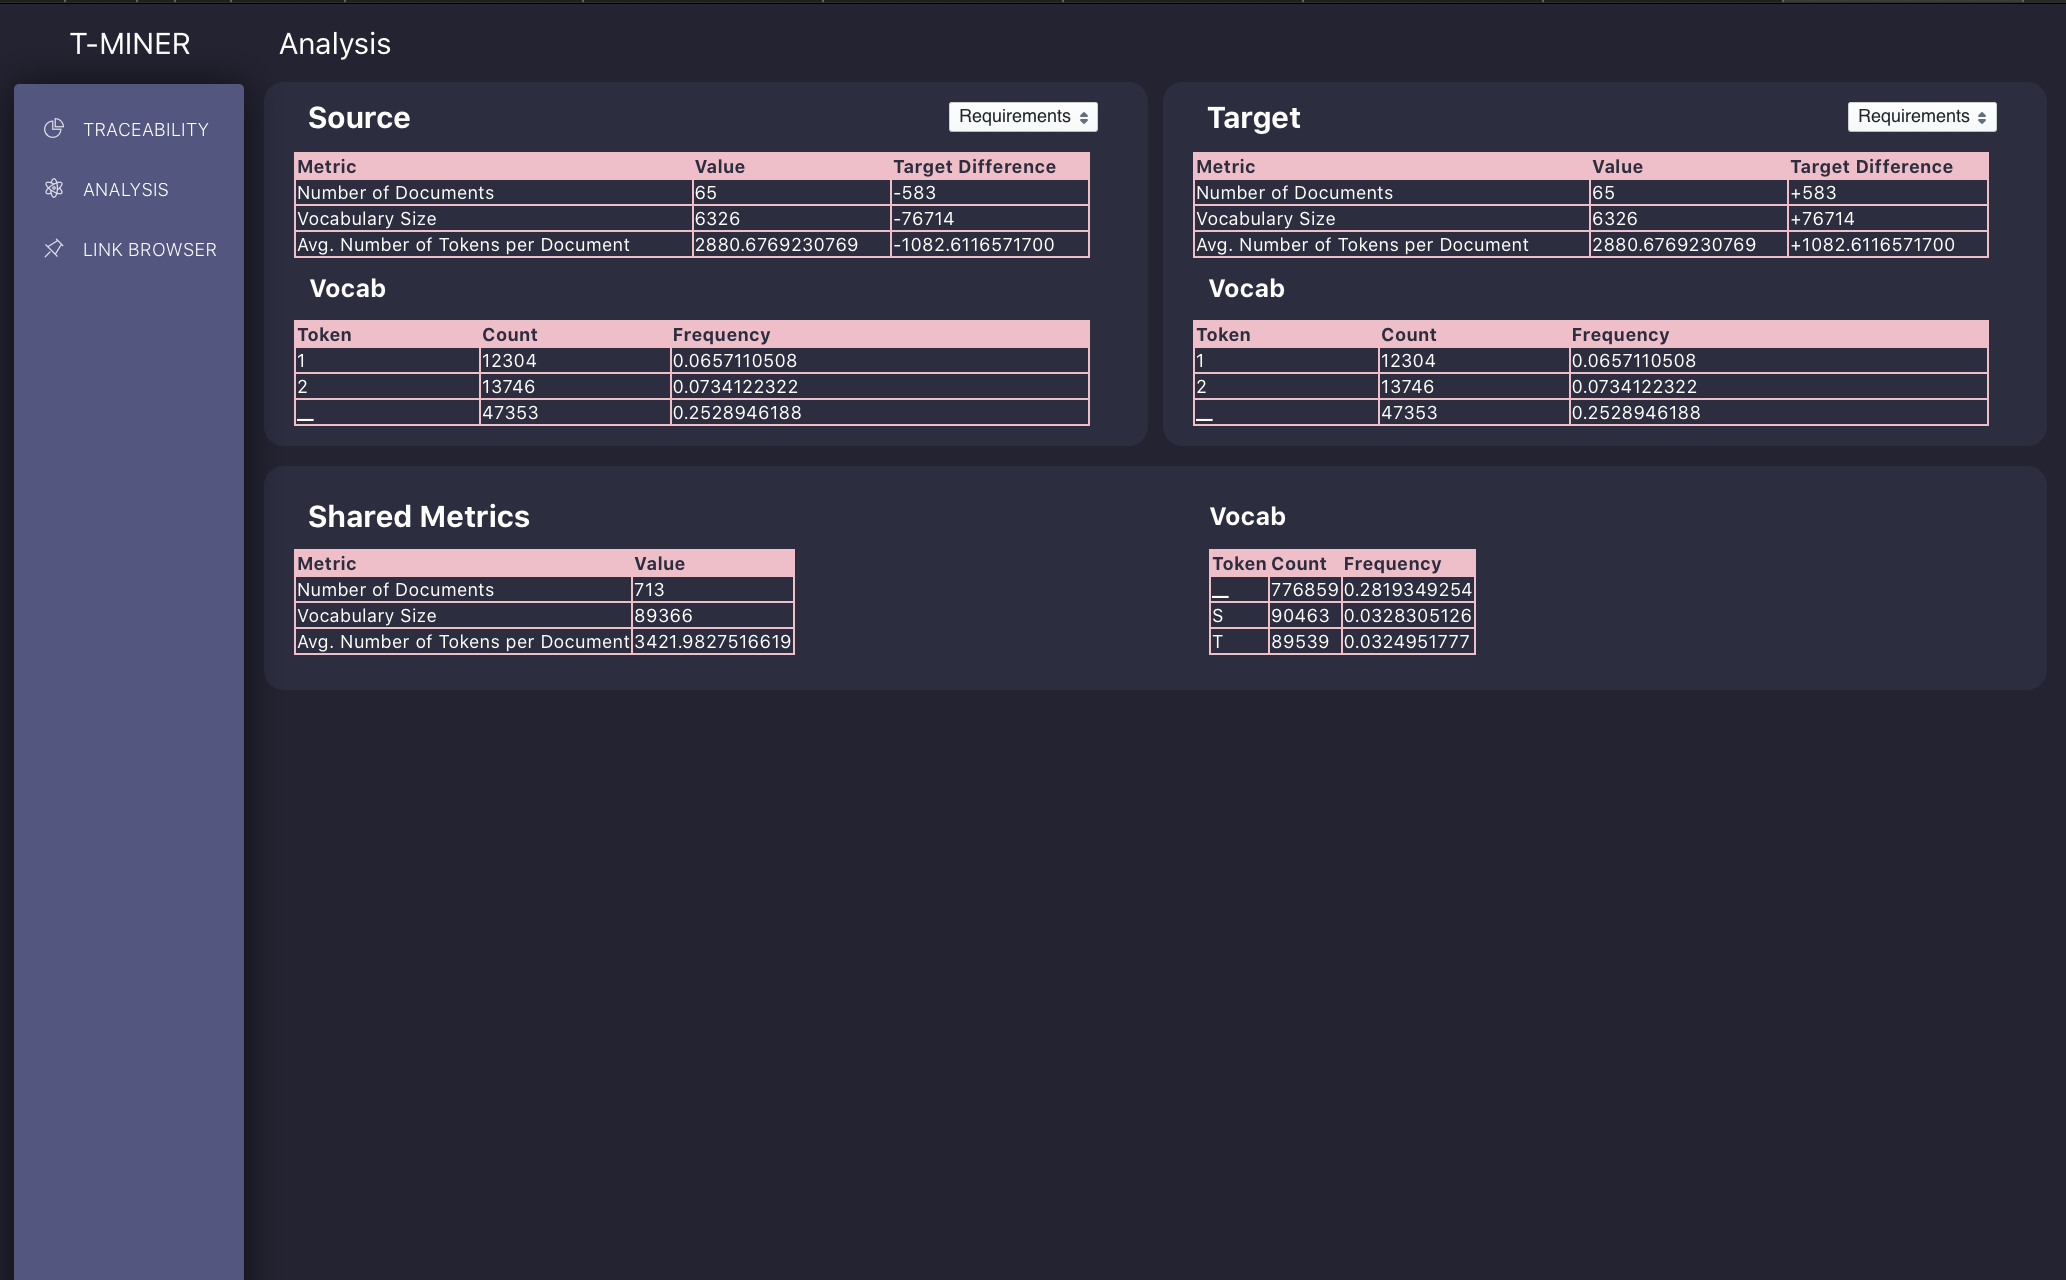 T-MINER
Analysis
TRACEABILITY
ANALYSIS
LINK BROWSER
Source
Requirements
Metric Value Target Difference
Number of Documents 65 -583
Vocabulary Size 6326 -76714
Avg. Number of Tokens per Document 2880.6769230769 -1082.6116571700
Vocab
Token Count Frequency
1 12304 0.0657110508
2 13746 0.0734122322
__ 47353 0.2528946188
Target
Requirements
Metric Value Target Difference
Number of Documents 65 +583
Vocabulary Size 6326 +76714
Avg. Number of Tokens per Document 2880.6769230769 +1082.6116571700
Vocab
Token Count Frequency
1 12304 0.0657110508
2 13746 0.0734122322
__ 47353 0.2528946188
Shared Metrics
Metric Value
Number of Documents 713
Vocabulary Size 89366
Avg. Number of Tokens per Document 3421.9827516619
Vocab
Token Count Frequency
__ 776859 0.2819349254
S 90463 0.0328305126
T 89539 0.0324951777